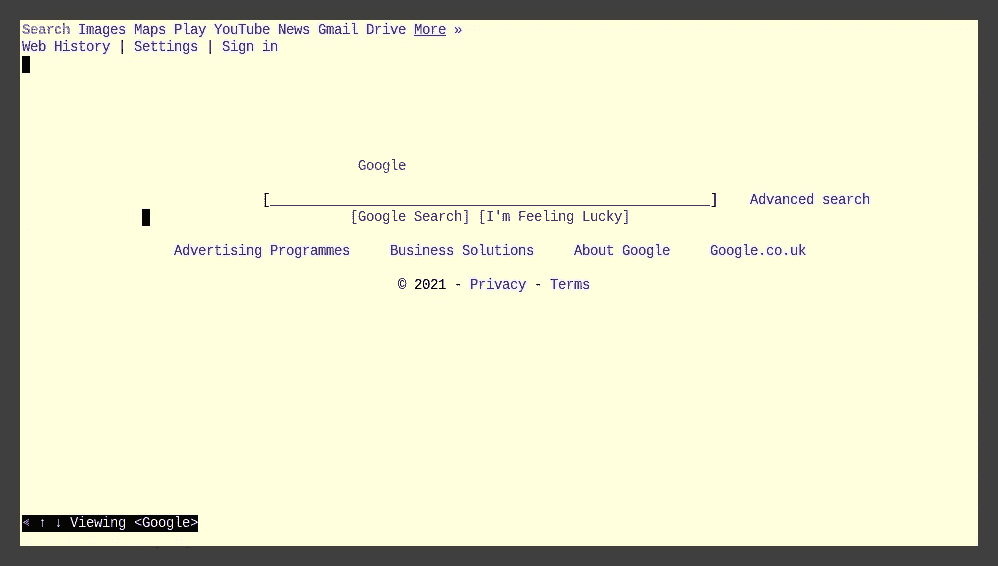 Search Images Maps Play YouTube News Gmail Drive More »
Web History | Settings | Sign in
Google
[_______________________________________________________] Advanced search
[Google Search] [I'm Feeling Lucky]
Advertising Programmes Business Solutions About Google Google.co.uk
© 2021 - Privacy - Terms
« ↑ ↓ Viewing <Google>